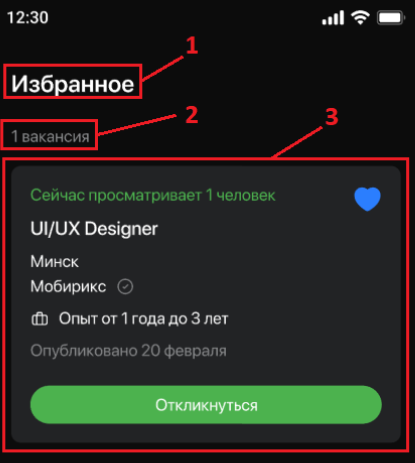 12:30
1
Избранное
2
1 вакансия
3
Сейчас просматривает 1 человек
UI/UX Designer
Минск
Мобирикс
Опыт от 1 года до 3 лет
Опубликовано 20 февраля
Откликнуться